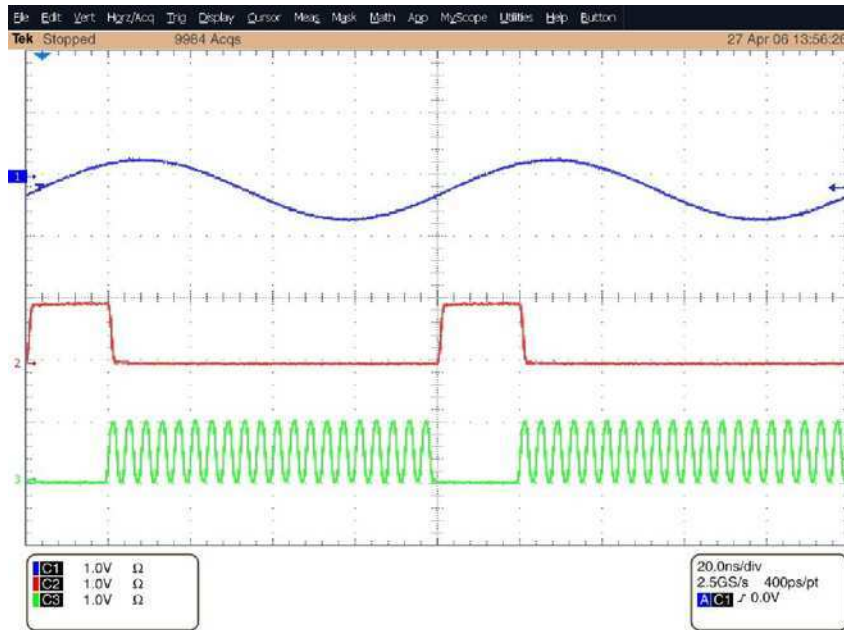 File Edit Vert Horz/Acq Trig Display Cursor Meas Mask Math App MyScope Utilities Help Button
Tek Stopped 9984 Acqs 27 Apr 06 13:56:26
1
2
3
C1 1.0V Ω
C2 1.0V Ω
C3 1.0V Ω
20.0ns/div
2.5GS/s 400ps/pt
A C1 ∫ 0.0V